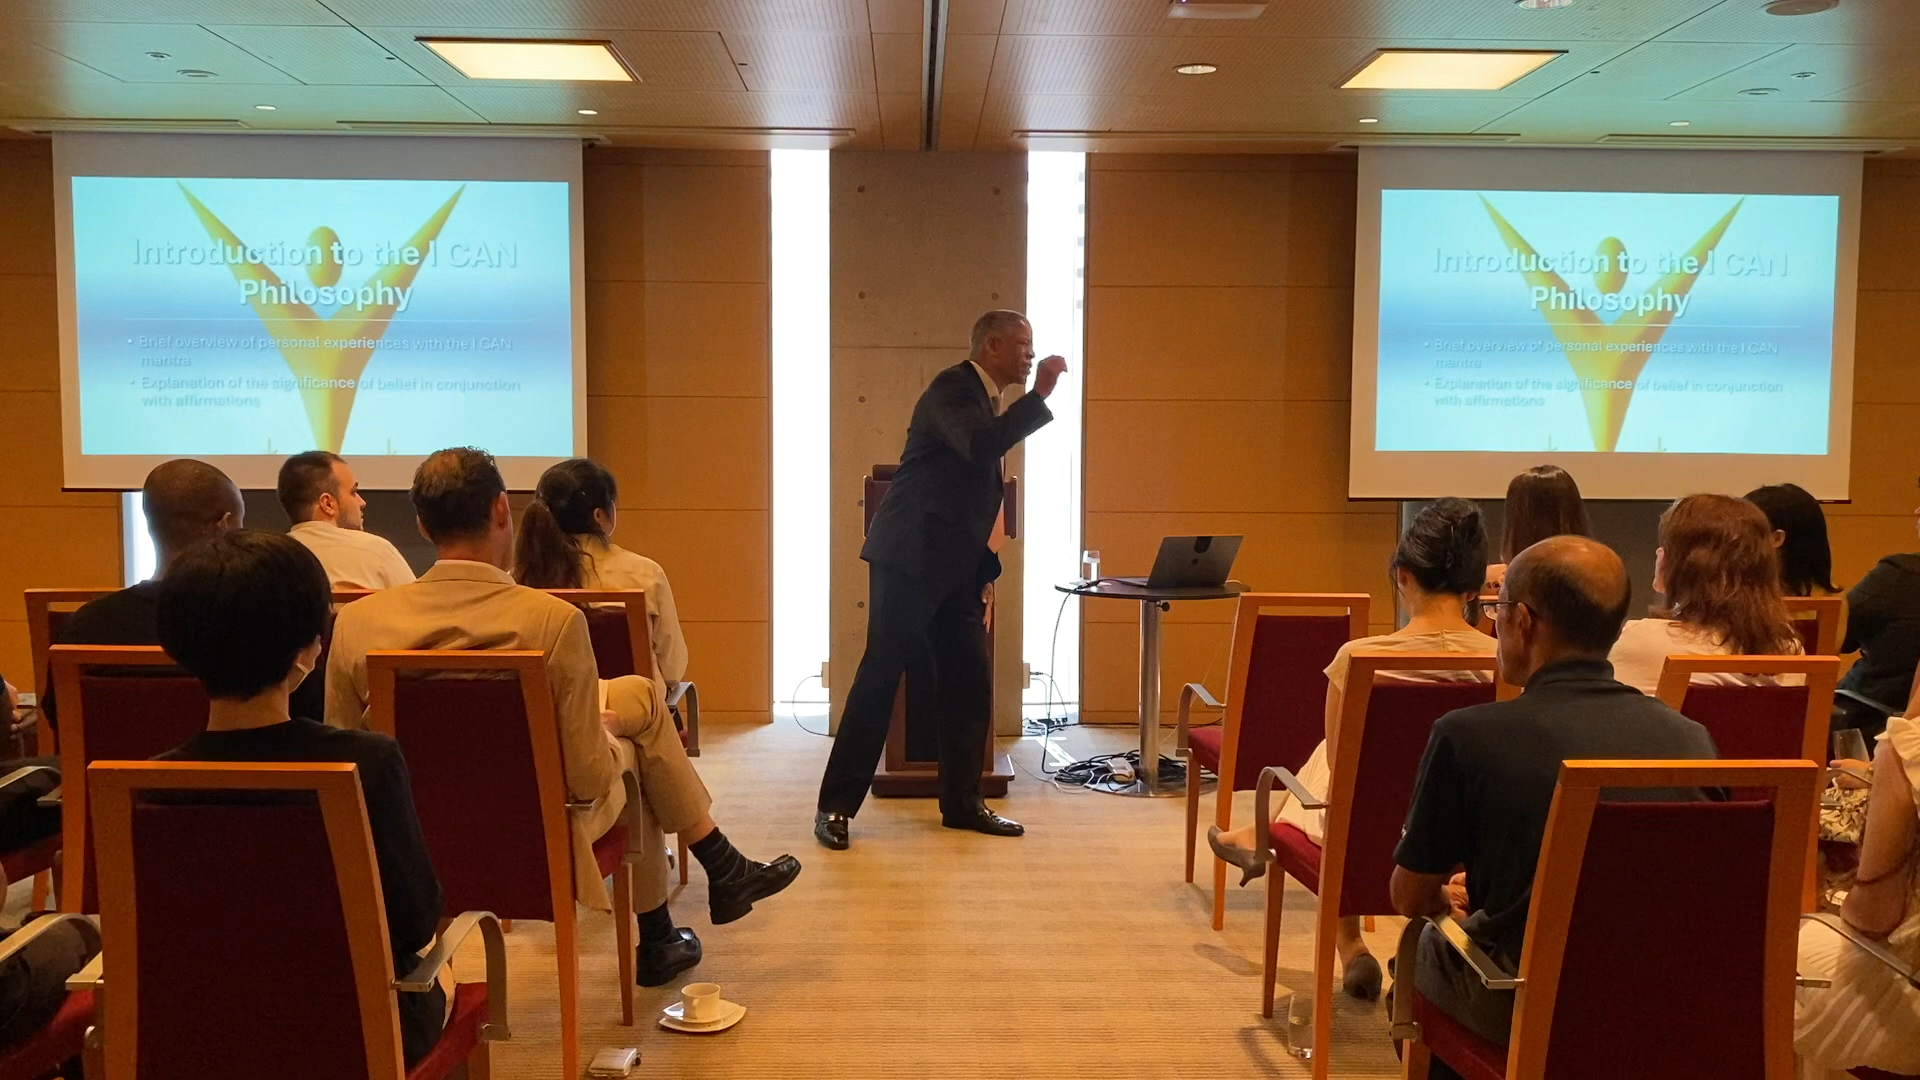 Introduction to the I CAN
Philosophy
• Brief overview of personal experiences with the I CAN
mantra
• Explanation of the significance of belief in conjunction
with affirmations
Introduction to the I CAN
Philosophy
• Brief overview of personal experiences with the I CAN
mantra
• Explanation of the significance of belief in conjunction
with affirmations